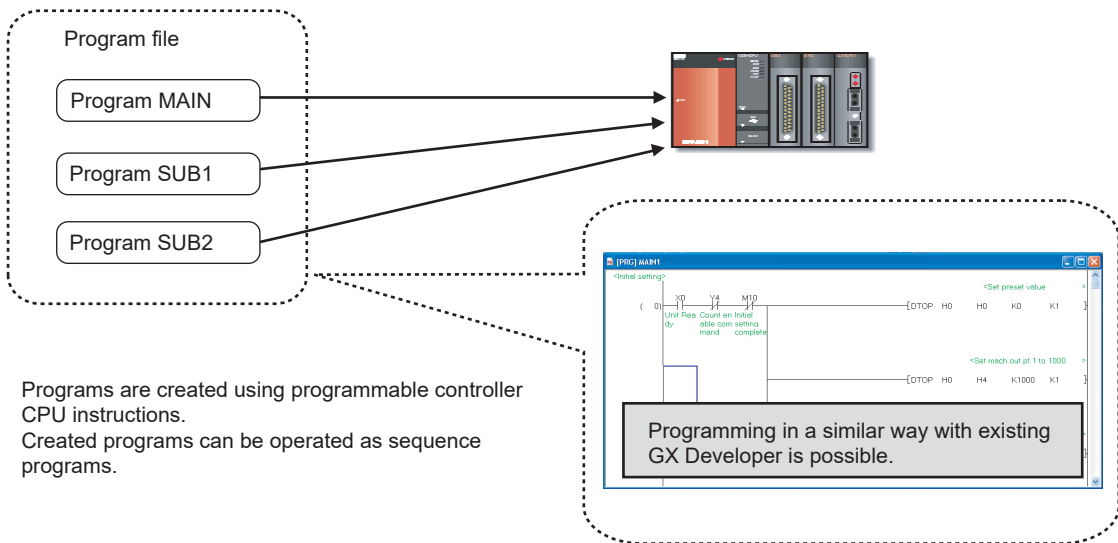 Program file
Program MAIN
Program SUB1
Program SUB2
Programs are created using programmable controller
CPU instructions.
Created programs can be operated as sequence
programs.
[PRG] MAIN1
<Initial setting>
<Set preset value >
( 0) X0 Y4 M10 [DTOP H0 H0 K0 K1 ]
Unit Rea Count en Initial
dy able com setting
mand complete
<Set mach.out.pt.1 to 1000 >
[DTOP H0 H4 K1000 K1 ]
Programming in a similar way with existing
GX Developer is possible.